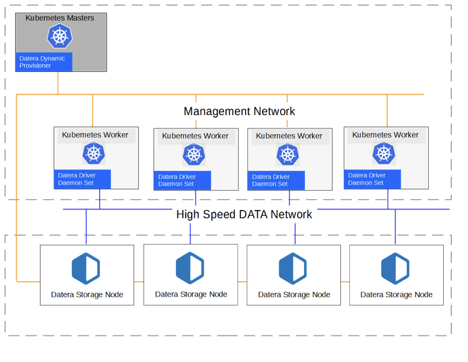 Kubernetes Masters
Datera Dynamic
Provisioner
Management Network
Kubernetes Worker
Datera Driver
Daemon Set
Kubernetes Worker
Datera Driver
Daemon Set
Kubernetes Worker
Datera Driver
Daemon Set
Kubernetes Worker
Datera Driver
Daemon Set
High Speed DATA Network
Datera Storage Node
Datera Storage Node
Datera Storage Node
Datera Storage Node